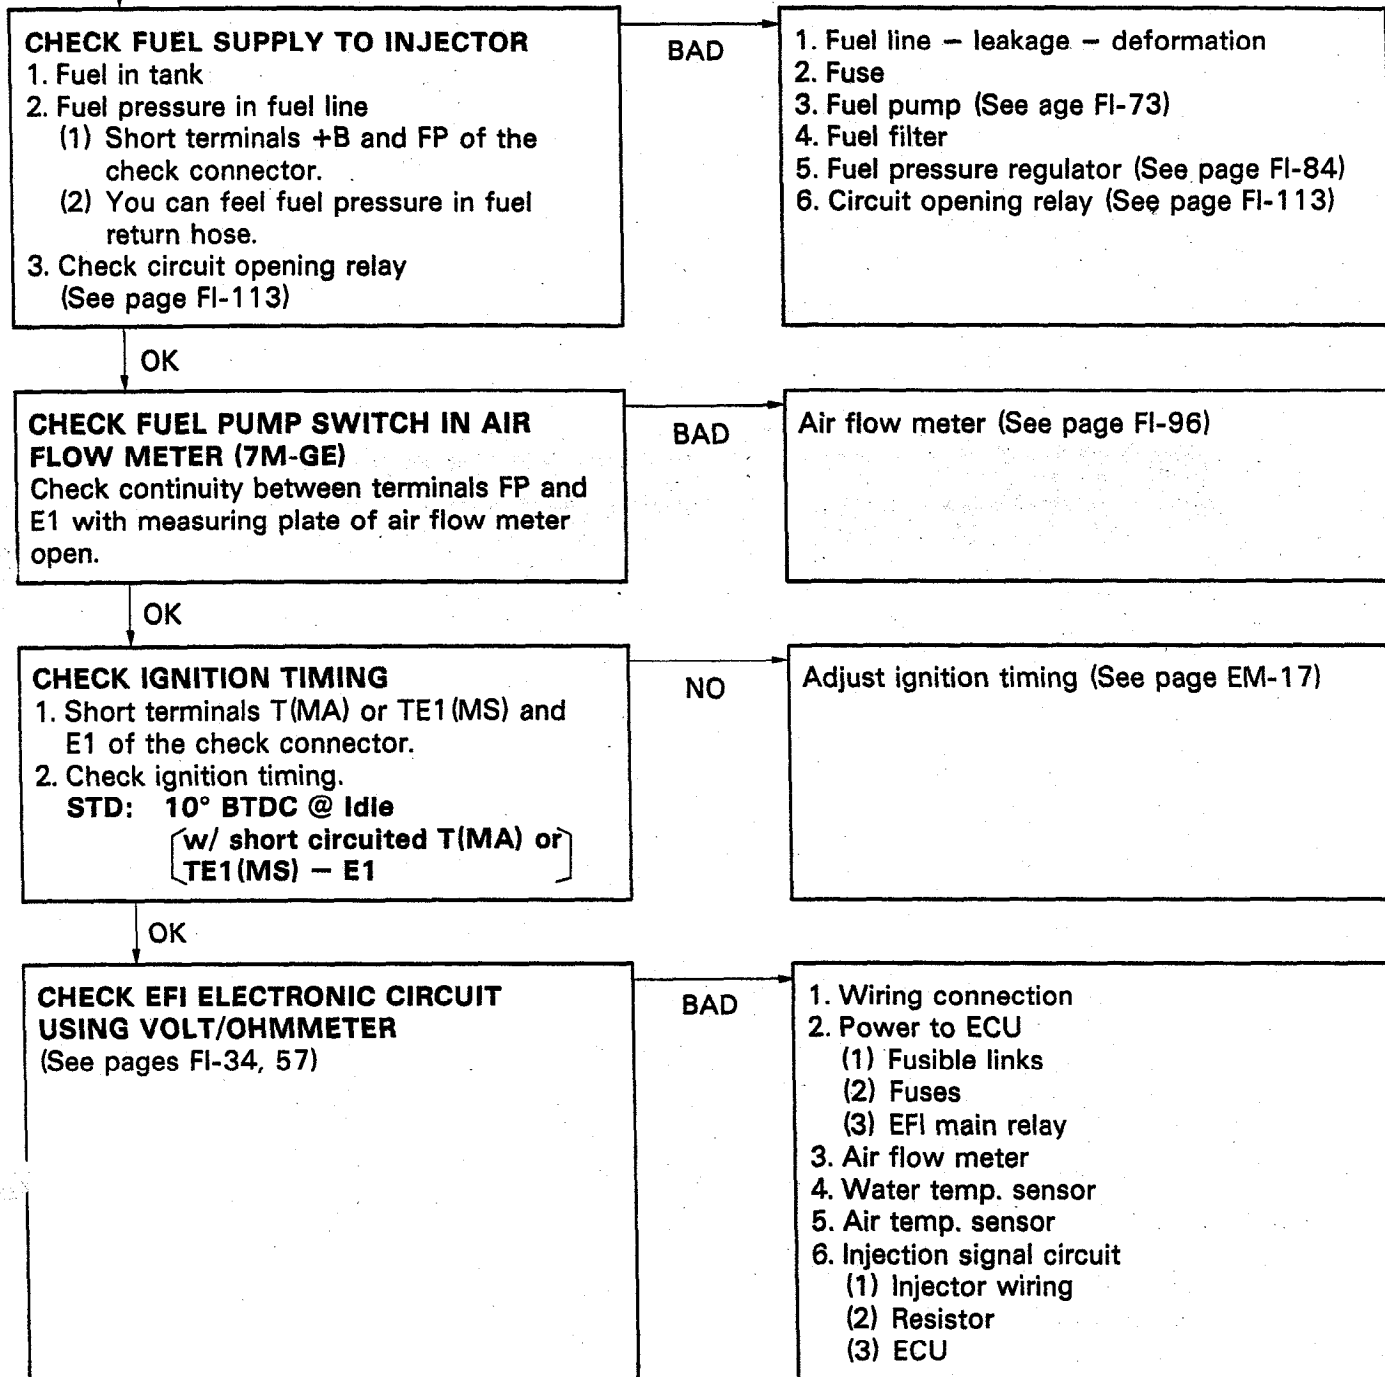 CHECK FUEL SUPPLY TO INJECTOR
1. Fuel in tank
2. Fuel pressure in fuel line
(1) Short terminals +B and FP of the
check connector.
(2) You can feel fuel pressure in fuel
return hose.
3. Check circuit opening relay
(See page FI-113)
BAD
1. Fuel line – leakage – deformation
2. Fuse
3. Fuel pump (See age FI-73)
4. Fuel filter
5. Fuel pressure regulator (See page FI-84)
6. Circuit opening relay (See page FI-113)
OK
CHECK FUEL PUMP SWITCH IN AIR
FLOW METER (7M-GE)
Check continuity between terminals FP and
E1 with measuring plate of air flow meter
open.
BAD
Air flow meter (See page FI-96)
OK
CHECK IGNITION TIMING
1. Short terminals T(MA) or TE1(MS) and
E1 of the check connector.
2. Check ignition timing.
STD: 10° BTDC @ Idle
[w/ short circuited T(MA) or
TE1(MS) – E1]
NO
Adjust ignition timing (See page EM-17)
OK
CHECK EFI ELECTRONIC CIRCUIT
USING VOLT/OHMMETER
(See pages FI-34, 57)
BAD
1. Wiring connection
2. Power to ECU
(1) Fusible links
(2) Fuses
(3) EFI main relay
3. Air flow meter
4. Water temp. sensor
5. Air temp. sensor
6. Injection signal circuit
(1) Injector wiring
(2) Resistor
(3) ECU